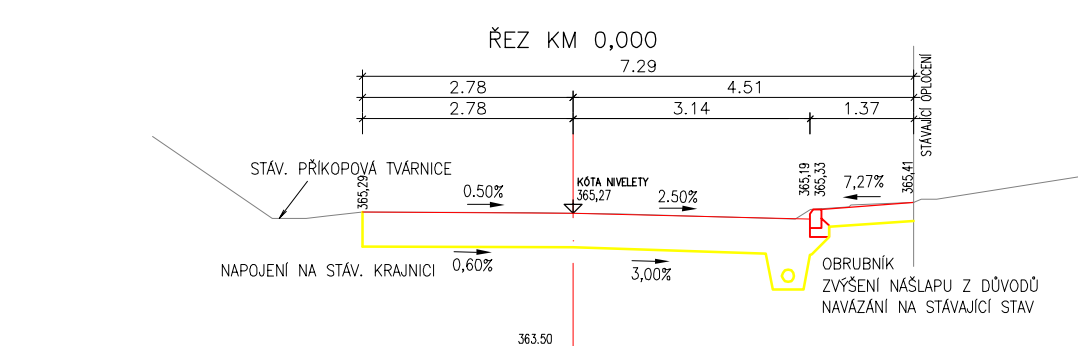 ŘEZ KM 0,000
7.29
2.78
4.51
2.78
3.14
1.37
STÁVAJÍCÍ OPLOCENÍ
STÁV. PŘÍKOPOVÁ TVÁRNICE
365,29
0.50%
KÓTA NIVELETY
365,27
2.50%
365,19
365,33
7,27%
365,41
NAPOJENÍ NA STÁV. KRAJNICI
0,60%
3,00%
OBRUBNÍK
ZVÝŠENÍ NÁŠLAPU Z DŮVODŮ
NAVÁZÁNÍ NA STÁVAJÍCÍ STAV
363.50